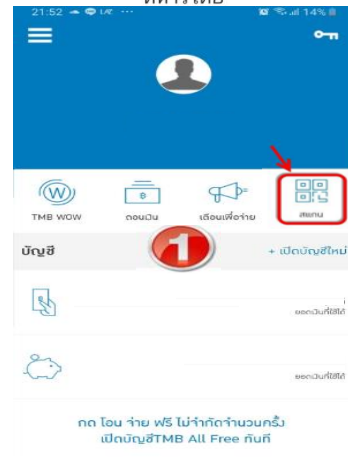 21:52
14%
TMB WOW
ถอนเงิน
เตือนเพื่อจ่าย
สแกน
บัญชี
1
+ เปิดบัญชีใหม่
ยอดเงินที่ใช้ได้
ยอดเงินที่ใช้ได้
กด โอน จ่าย ฟรี ไม่จำกัดจำนวนครั้ง
เปิดบัญชีTMB All Free ทันที